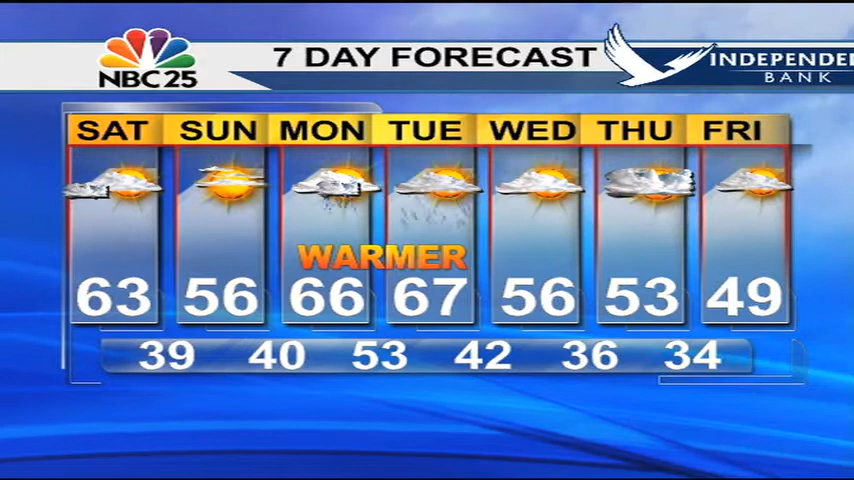 NBC25
7 DAY FORECAST
BANK
SAT SUN MON TUE WED THU FRI
WARMER
63 56 66 67 56 53 49
39 40 53 42 36 34